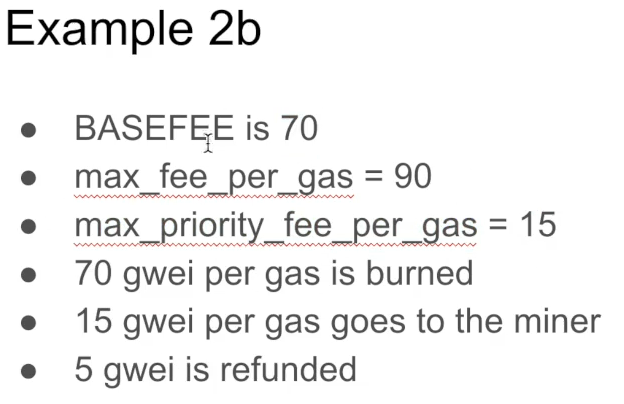 Example 2b
● BASEFEE is 70
● max_fee_per_gas = 90
● max_priority_fee_per_gas = 15
● 70 gwei per gas is burned
● 15 gwei per gas goes to the miner
● 5 gwei is refunded